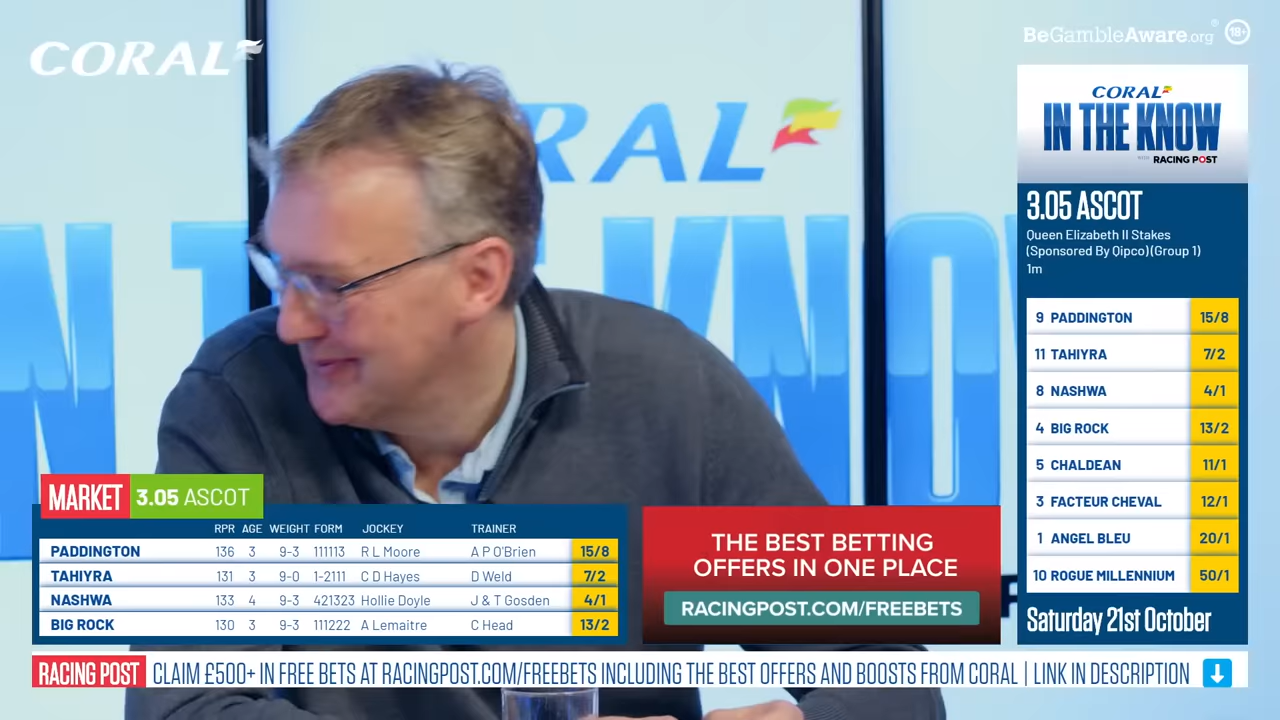 CORAL
BeGambleAware.org® 18+
CORAL
IN THE KNOW
WITH RACING POST
3.05 ASCOT
Queen Elizabeth II Stakes
(Sponsored By Qipco)(Group 1)
1m
9 PADDINGTON 15/8
11 TAHIYRA 7/2
8 NASHWA 4/1
4 BIG ROCK 13/2
5 CHALDEAN 11/1
3 FACTEUR CHEVAL 12/1
1 ANGEL BLEU 20/1
10 ROGUE MILLENNIUM 50/1
Saturday 21st October
RAL
KNOW
MARKET 3.05 ASCOT
RPR AGE WEIGHT FORM JOCKEY TRAINER
PADDINGTON 136 3 9-3 111113 R L Moore A P O'Brien 15/8
TAHIYRA 131 3 9-0 1-2111 C D Hayes D Weld 7/2
NASHWA 133 4 9-3 421323 Hollie Doyle J & T Gosden 4/1
BIG ROCK 130 3 9-3 111222 A Lemaitre C Head 13/2
THE BEST BETTING
OFFERS IN ONE PLACE
RACINGPOST.COM/FREEBETS
RACING POST CLAIM £500+ IN FREE BETS AT RACINGPOST.COM/FREEBETS INCLUDING THE BEST OFFERS AND BOOSTS FROM CORAL | LINK IN DESCRIPTION